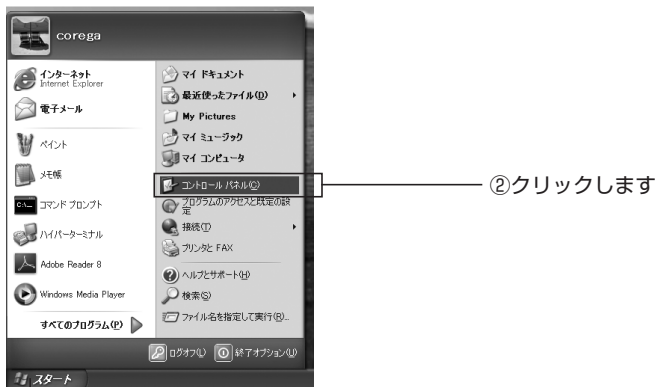 corega
インターネット
Internet Explorer
電子メール
ペイント
メモ帳
コマンド プロンプト
ハイパーターミナル
Adobe Reader 8
Windows Media Player
すべてのプログラム(P)
マイ ドキュメント
最近使ったファイル(D)
My Pictures
マイ ミュージック
マイ コンピュータ
コントロール パネル(C)
プログラムのアクセスと既定の設
定
接続(T)
プリンタと FAX
ヘルプとサポート(H)
検索(S)
ファイル名を指定して実行(R)...
ログオフ(L) 終了オプション(U)
スタート
②クリックします